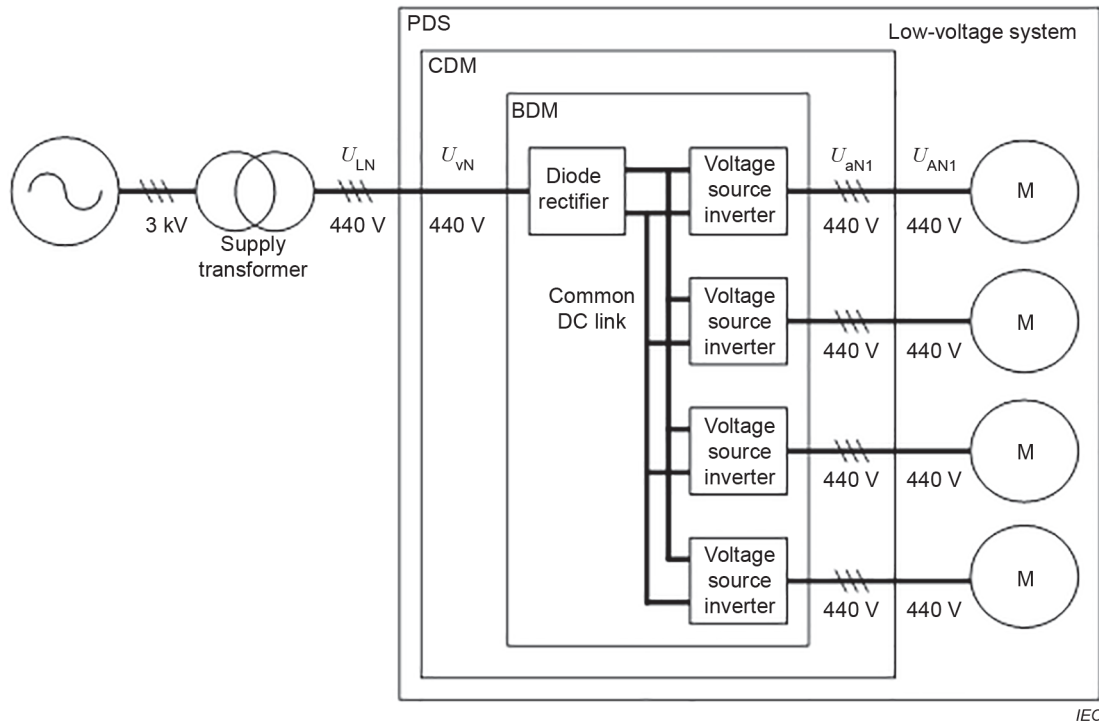 PDS
Low-voltage system
CDM
BDM
U_LN
U_vN
U_aN1
U_AN1
Diode
rectifier
Voltage
source
inverter
M
3 kV
440 V
440 V
440 V
440 V
Supply
transformer
Common
DC link
Voltage
source
inverter
M
440 V
440 V
Voltage
source
inverter
M
440 V
440 V
Voltage
source
inverter
M
440 V
440 V
IEC